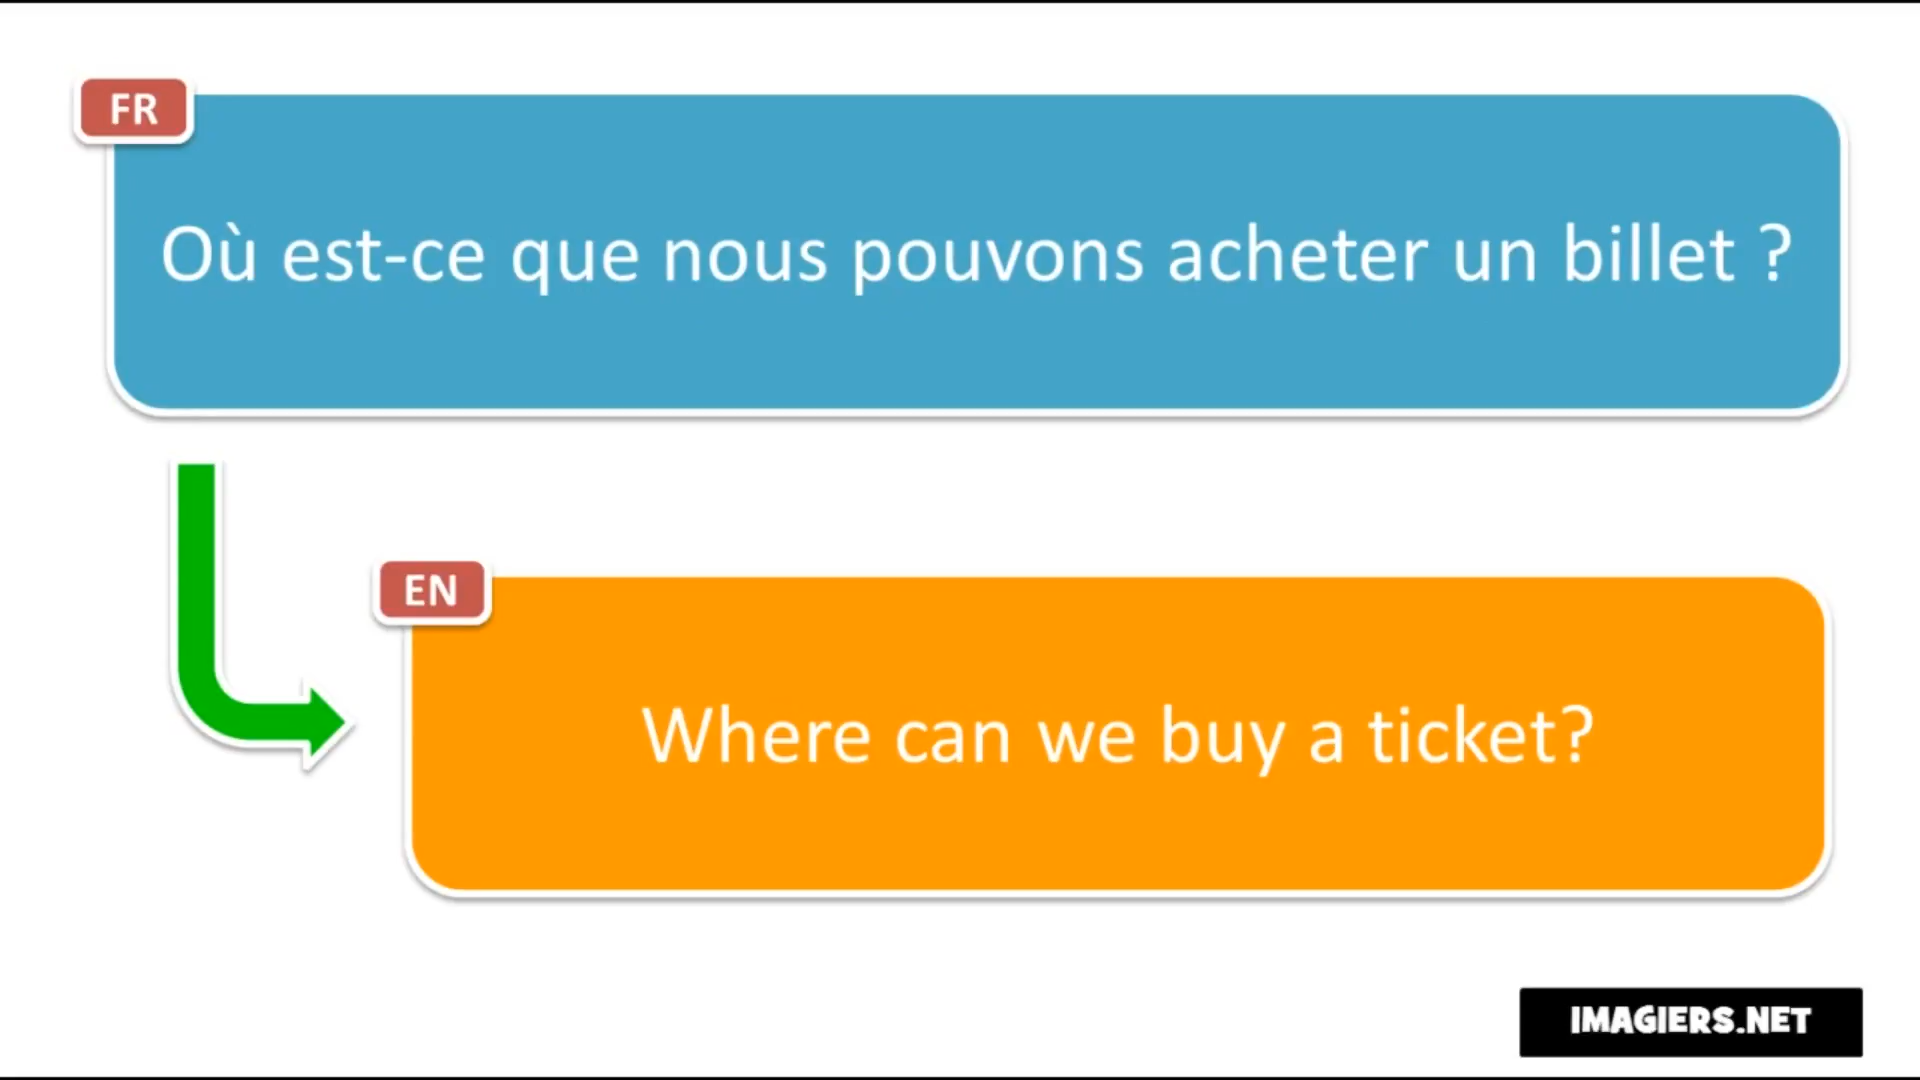 FR
Où est-ce que nous pouvons acheter un billet ?
EN
Where can we buy a ticket?
IMAGIERS.NET